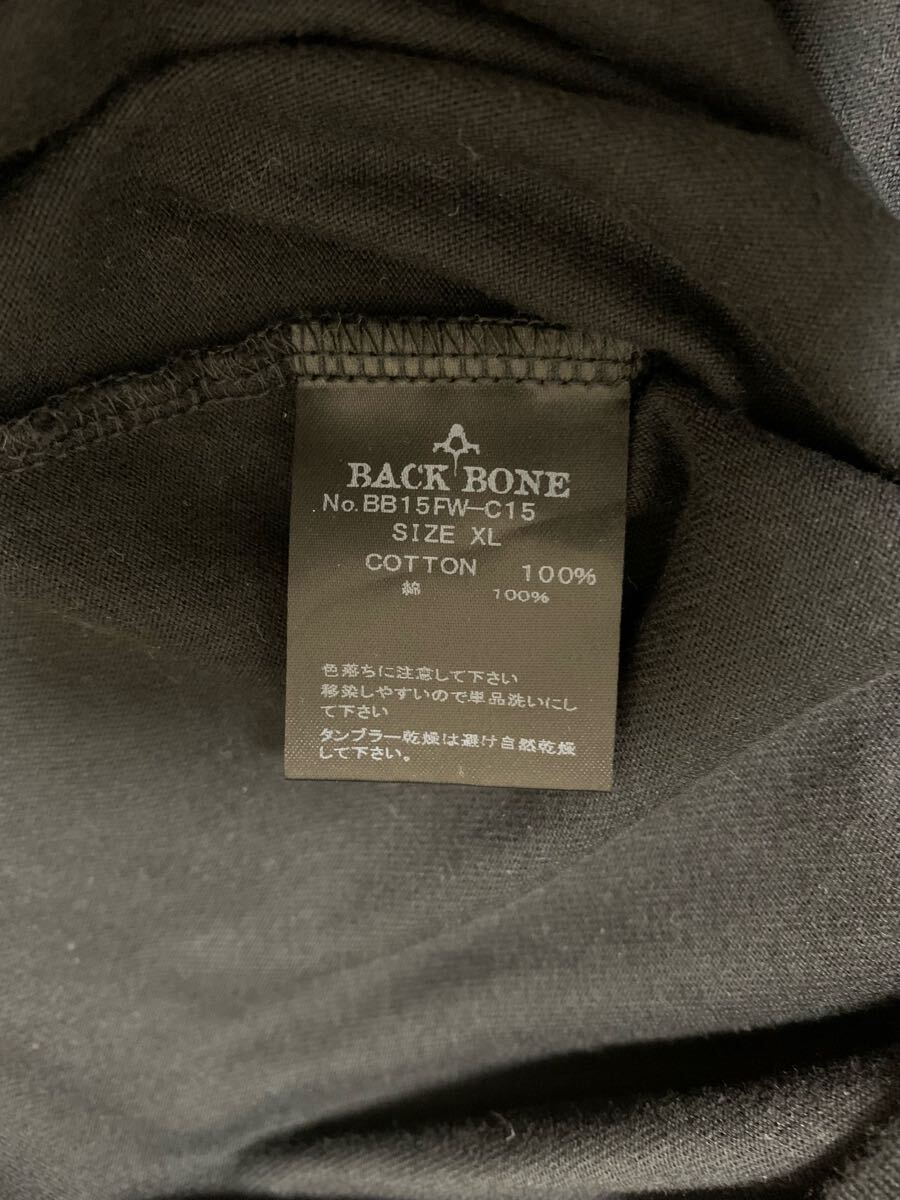 BACK BONE
No.BB15FW-C15
SIZE XL
COTTON 100%
綿 100%
色落ちに注意して下さい
移染しやすいので単品洗いにし
て下さい
タンブラー乾燥は避け自然乾燥
して下さい。